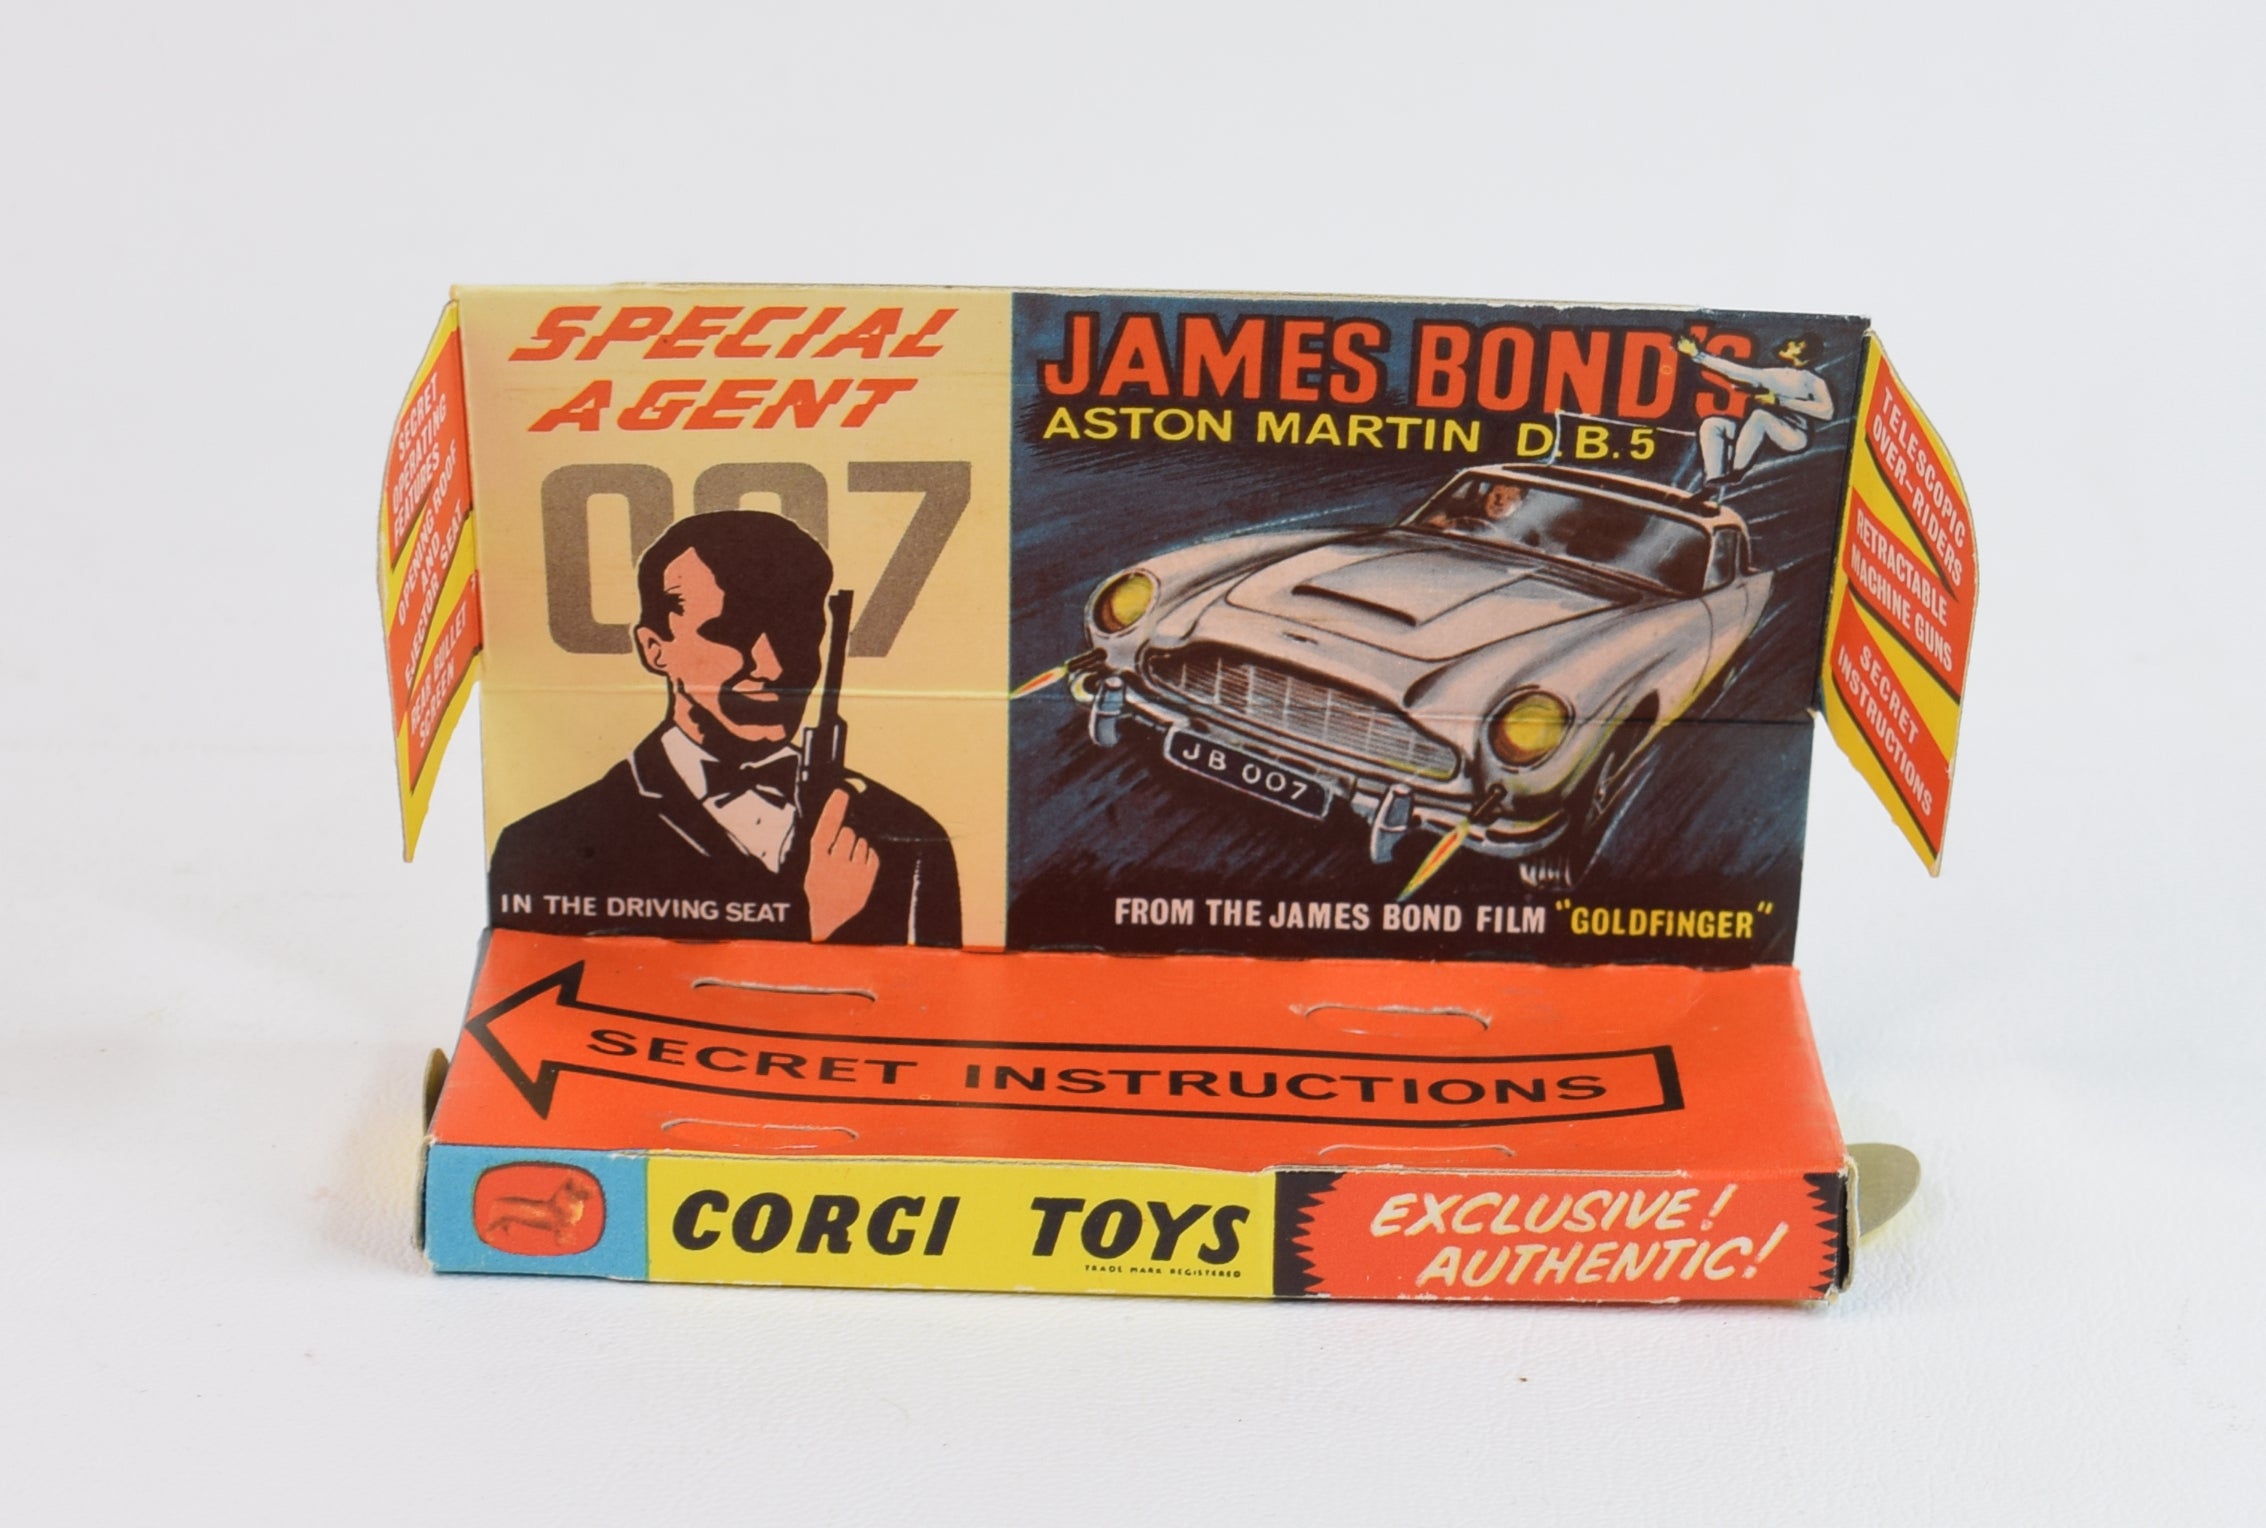 SECRET
OPERATING
FEATURES
OPENING ROOF
AND
EJECTOR SEAT
REAR BULLET
SCREEN
SPECIAL
AGENT
007
IN THE DRIVING SEAT
JAMES BOND'S
ASTON MARTIN D.B.5
JB 007
FROM THE JAMES BOND FILM "GOLDFINGER"
TELESCOPIC
OVER-RIDERS
RETRACTABLE
MACHINE GUNS
SECRET
INSTRUCTIONS
SECRET INSTRUCTIONS
CORGI TOYS
TRADE MARK REGISTERED
EXCLUSIVE!
AUTHENTIC!